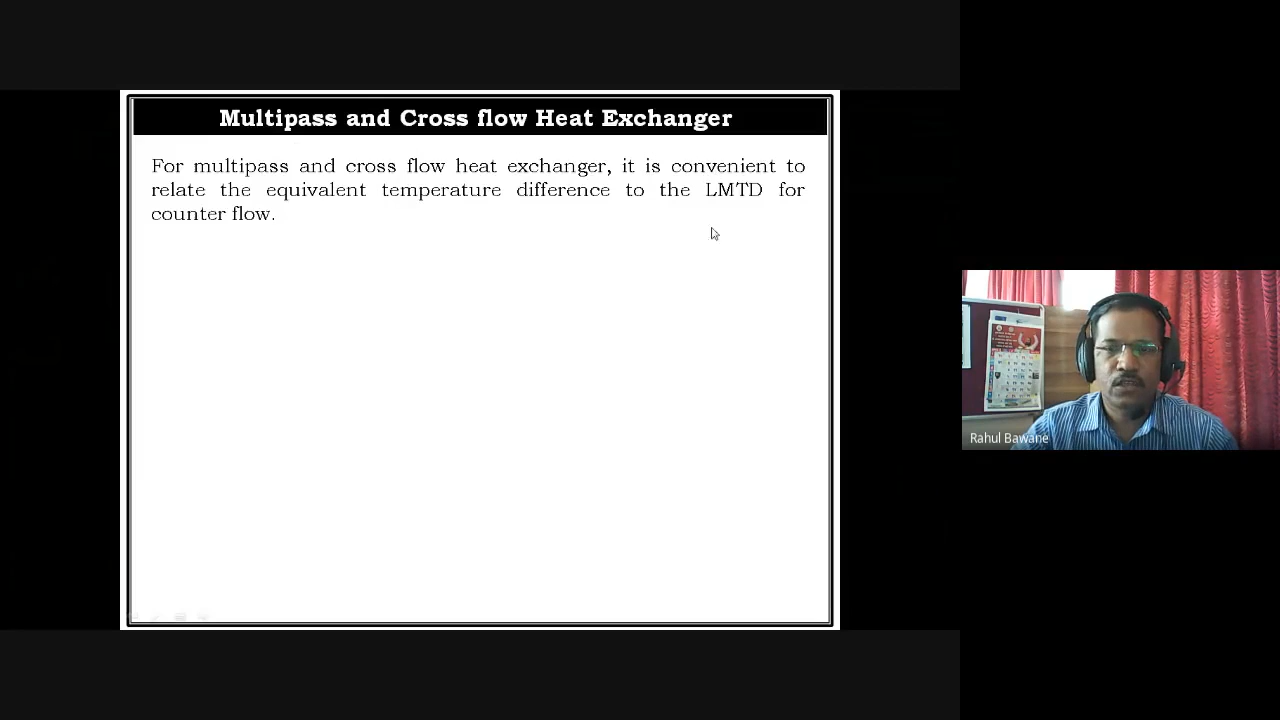 Multipass and Cross flow Heat Exchanger
For multipass and cross flow heat exchanger, it is convenient to
relate the equivalent temperature difference to the LMTD for
counter flow.
Rahul Bawane